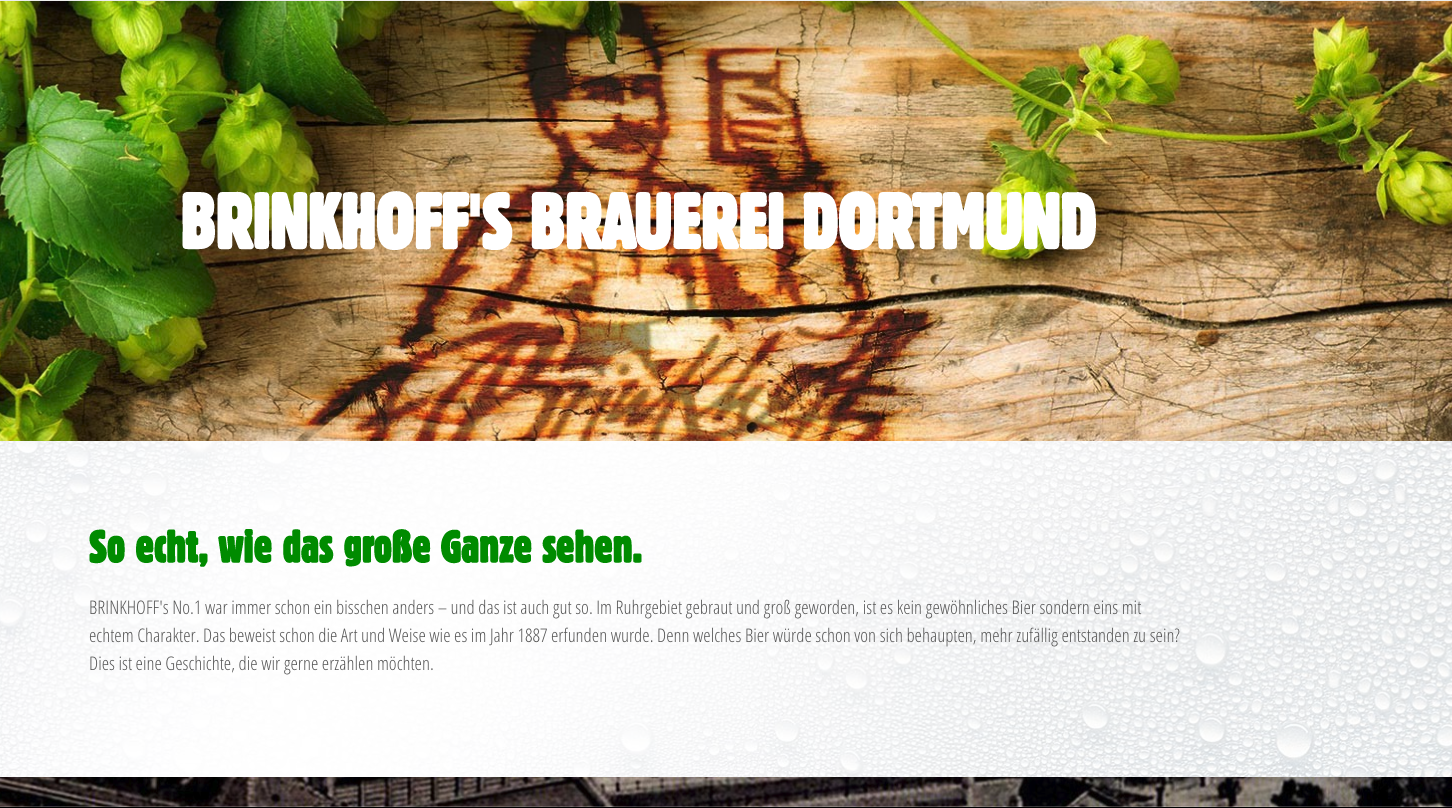 BRINKHOFF'S BRAUEREI DORTMUND
So echt, wie das große Ganze sehen.
BRINKHOFF's No.1 war immer schon ein bisschen anders – und das ist auch gut so. Im Ruhrgebiet gebraut und groß geworden, ist es kein gewöhnliches Bier sondern eins mit
echtem Charakter. Das beweist schon die Art und Weise wie es im Jahr 1887 erfunden wurde. Denn welches Bier würde schon von sich behaupten, mehr zufällig entstanden zu sein?
Dies ist eine Geschichte, die wir gerne erzählen möchten.